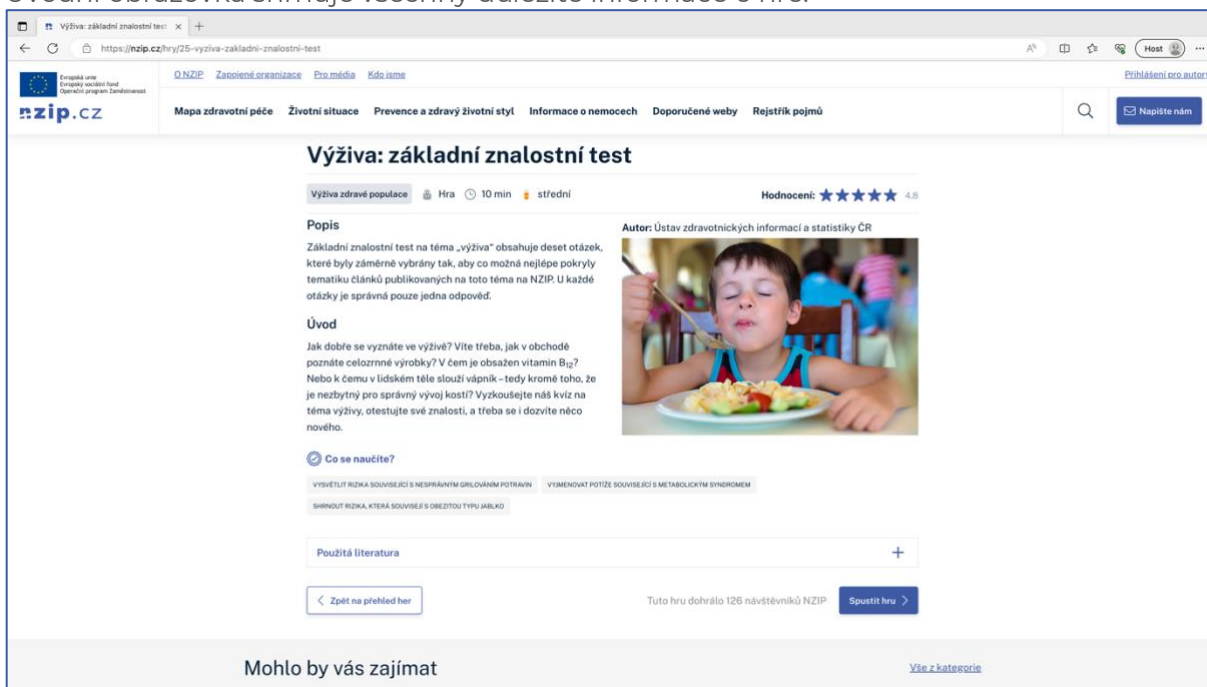 Úvodní obrazovka shrnuje všechny důležité informace o hře.
Výživa: základní znalostní test
https://nzip.cz/hry/25-vyziva-zakladni-znalostni-test
Host
Evropská unie
Evropský sociální fond
Operační program Zaměstnanost
nzip.cz
O NZIP Zapojené organizace Pro média Kdo jsme
Přihlášení pro autory
Mapa zdravotní péče Životní situace Prevence a zdravý životní styl Informace o nemocech Doporučené weby Rejstřík pojmů
Napište nám
Výživa: základní znalostní test
Výživa zdravé populace Hra 10 min střední
Hodnocení: 4.8
Popis
Základní znalostní test na téma „výživa“ obsahuje deset otázek,
které byly záměrně vybrány tak, aby co možná nejlépe pokryly
tematiku článků publikovaných na toto téma na NZIP. U každé
otázky je správná pouze jedna odpověď.
Úvod
Jak dobře se vyznáte ve výživě? Víte třeba, jak v obchodě
poznáte celozrnné výrobky? V čem je obsažen vitamin B₁₂?
Nebo k čemu v lidském těle slouží vápník – tedy kromě toho, že
je nezbytný pro správný vývoj kostí? Vyzkoušejte náš kvíz na
téma výživy, otestujte své znalosti, a třeba se i dozvíte něco
nového.
Autor: Ústav zdravotnických informací a statistiky ČR
Co se naučíte?
VYSVĚTLIT RIZIKA SOUVISEJÍCÍ S NESPRÁVNÝM GRILOVÁNÍM POTRAVIN VYJMENOVAT POTÍŽE SOUVISEJÍCÍ S METABOLICKÝM SYNDROMEM
SHRNOUT RIZIKA, KTERÁ SOUVISEJÍ S OBEZITOU TYPU JABLKO
Použitá literatura
Zpět na přehled her
Tuto hru dohrálo 126 návštěvníků NZIP
Spustit hru
Mohlo by vás zajímat
Vše z kategorie